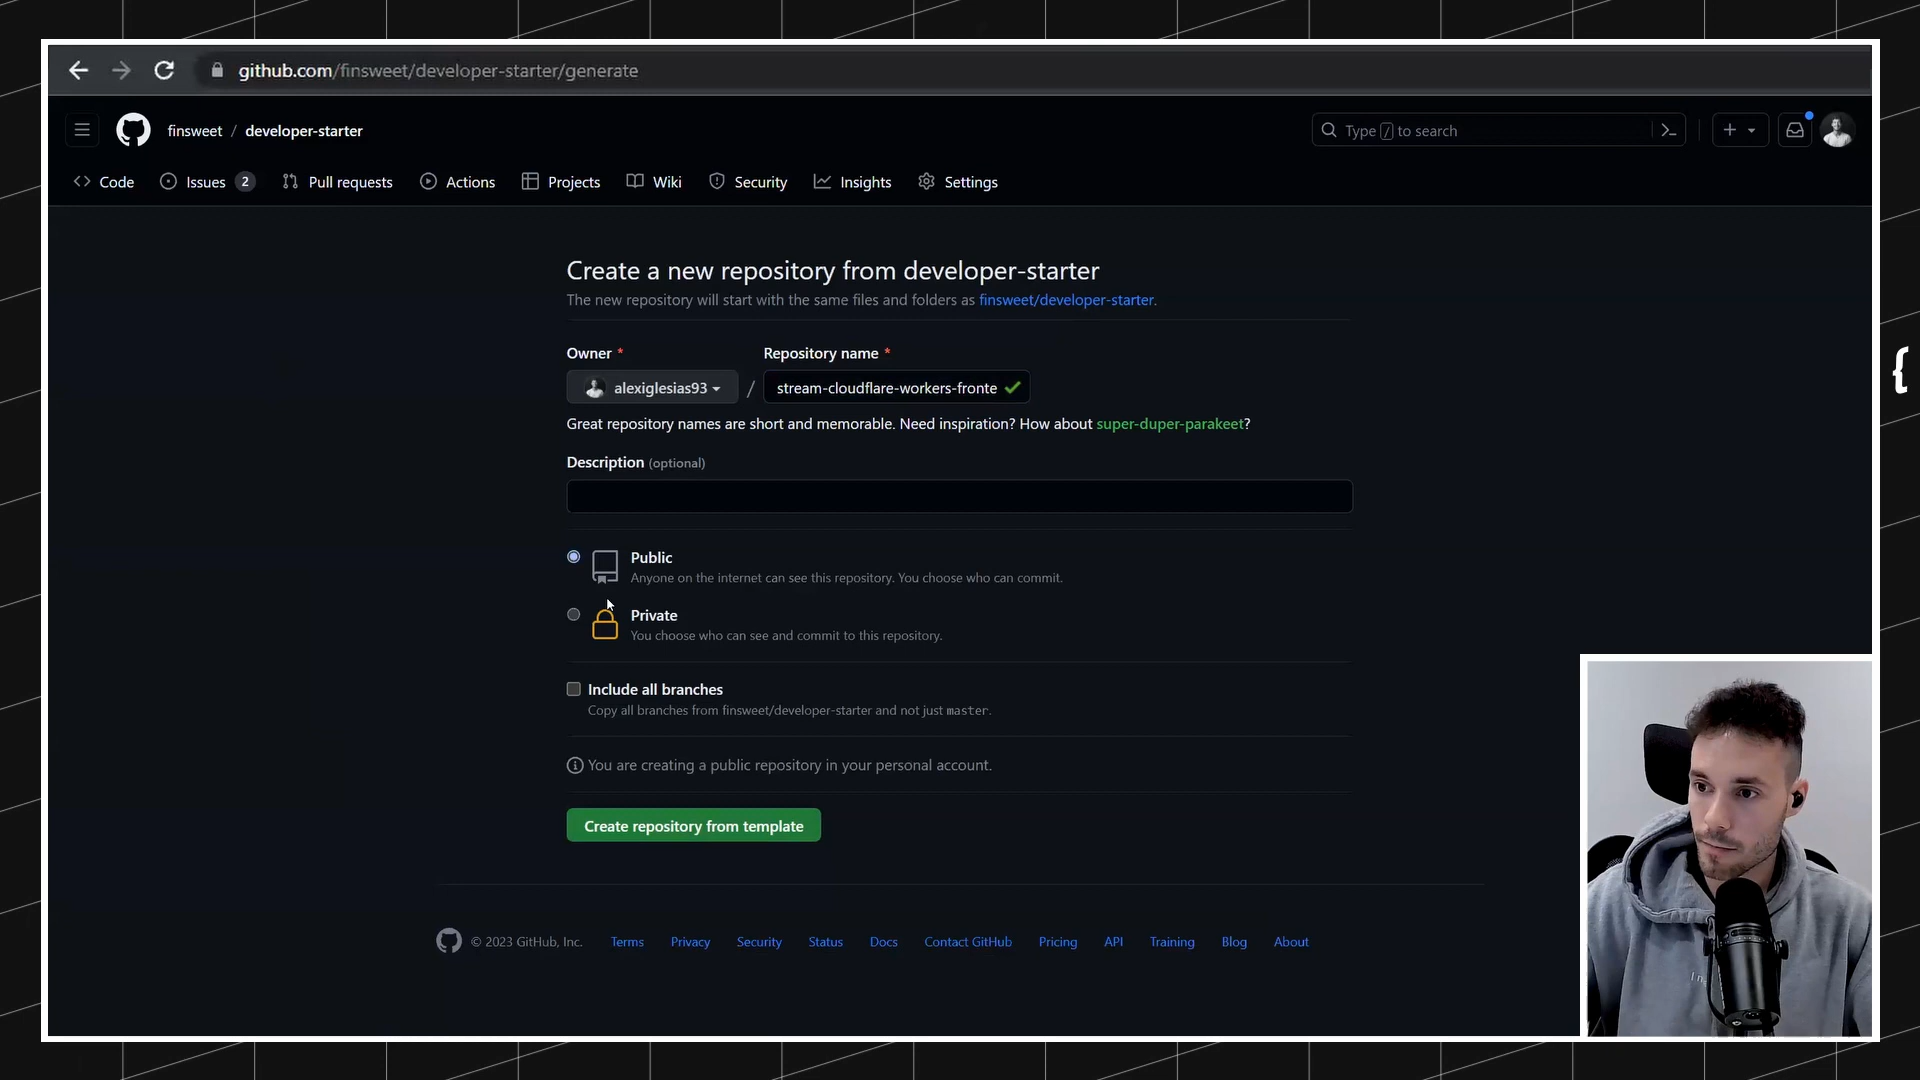 github.com/finsweet/developer-starter/generate
finsweet / developer-starter
Type / to search
Code
Issues 2
Pull requests
Actions
Projects
Wiki
Security
Insights
Settings
Create a new repository from developer-starter
The new repository will start with the same files and folders as finsweet/developer-starter.
Owner *
Repository name *
alexiglesias93 / stream-cloudflare-workers-fronte
Great repository names are short and memorable. Need inspiration? How about super-duper-parakeet?
Description (optional)
Public
Anyone on the internet can see this repository. You choose who can commit.
Private
You choose who can see and commit to this repository.
Include all branches
Copy all branches from finsweet/developer-starter and not just master.
You are creating a public repository in your personal account.
Create repository from template
© 2023 GitHub, Inc. Terms Privacy Security Status Docs Contact GitHub Pricing API Training Blog About
{